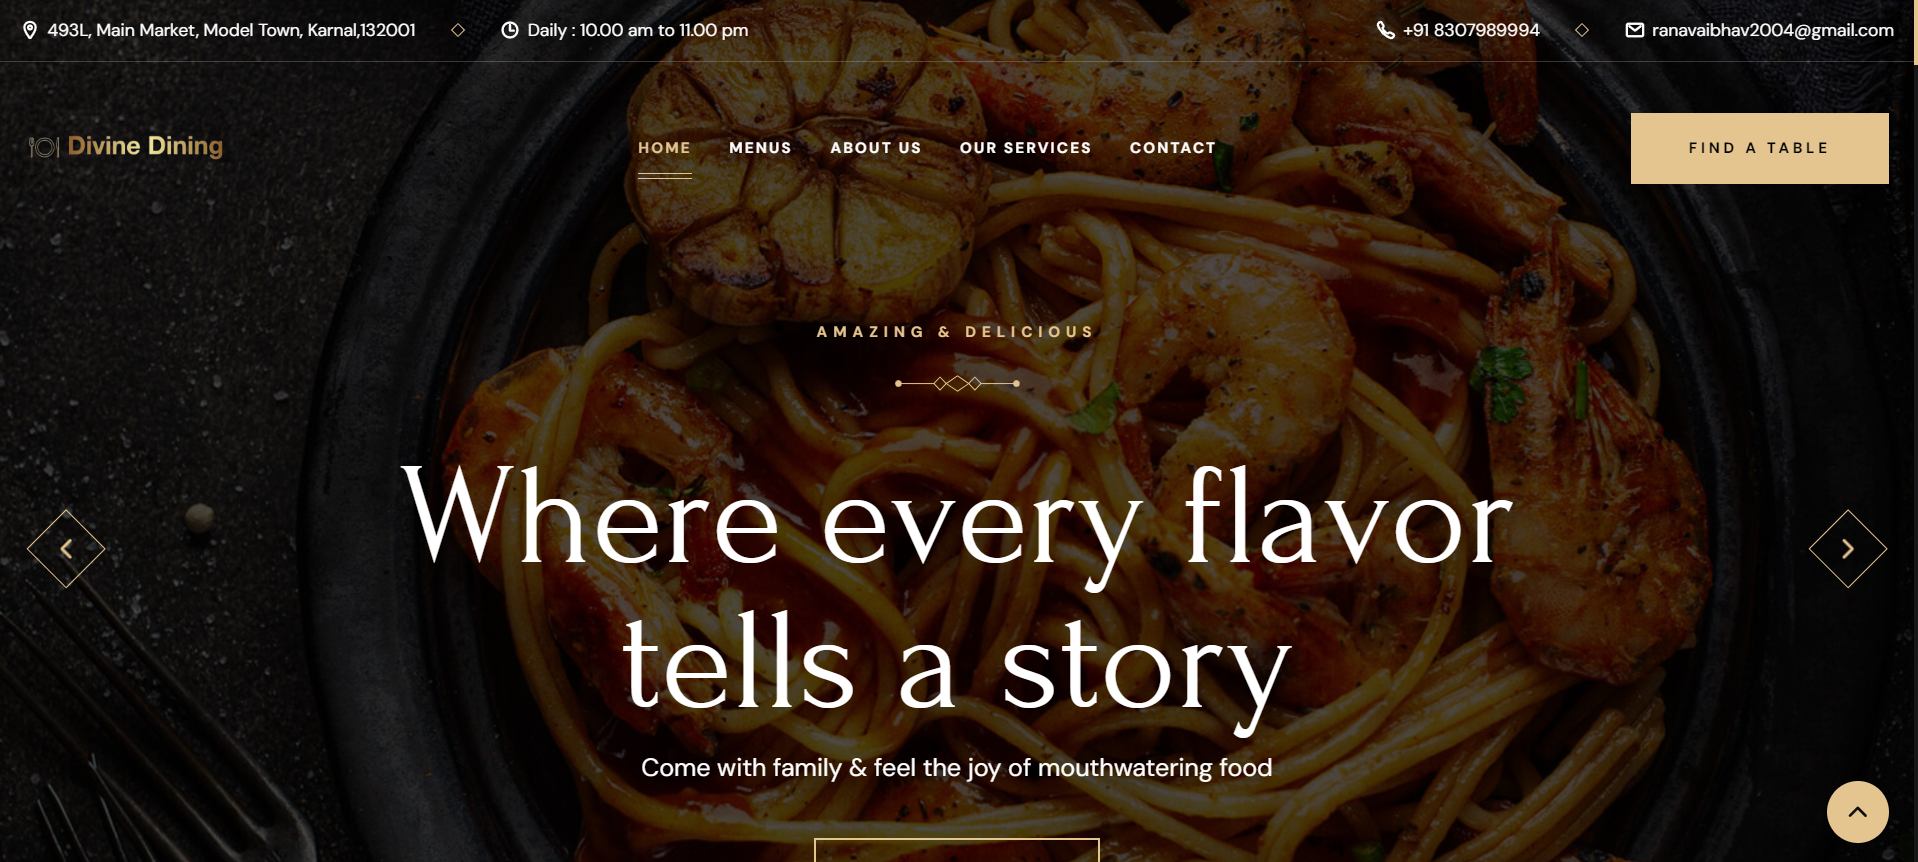 493L, Main Market, Model Town, Karnal,132001
Daily : 10.00 am to 11.00 pm
+91 8307989994
ranavaibhav2004@gmail.com
Divine Dining
HOME
MENUS
ABOUT US
OUR SERVICES
CONTACT
FIND A TABLE
AMAZING & DELICIOUS
Where every flavor
tells a story
Come with family & feel the joy of mouthwatering food